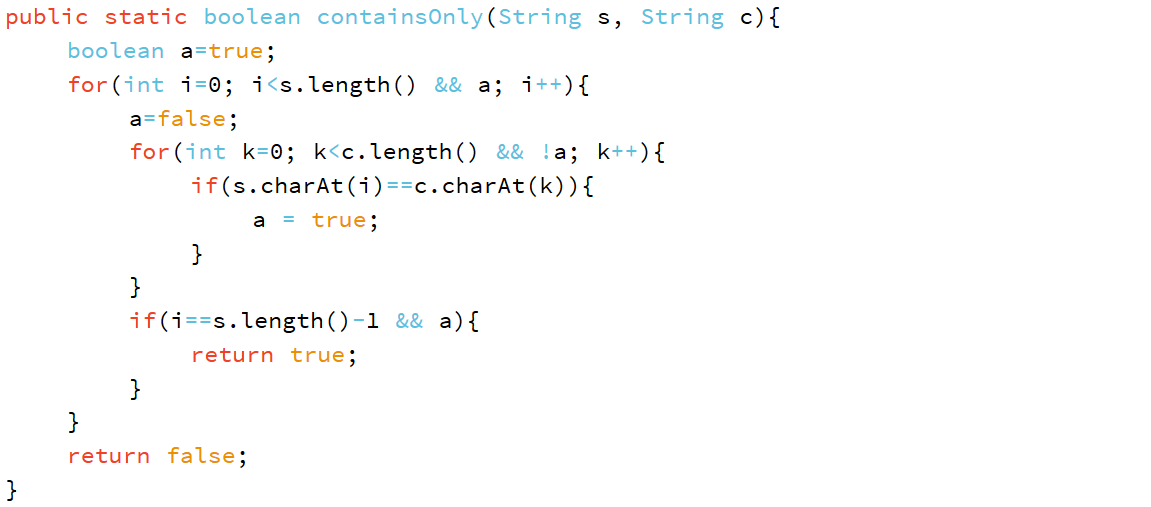 public static boolean containsOnly(String s, String c){
boolean a=true;
for(int i=0; i<s.length() && a; i++){
a=false;
for(int k=0; k<c.length() && !a; k++){
if(s.charAt(i)==c.charAt(k)){
a = true;
}
}
if(i==s.length()-1 && a){
return true;
}
}
return false;
}